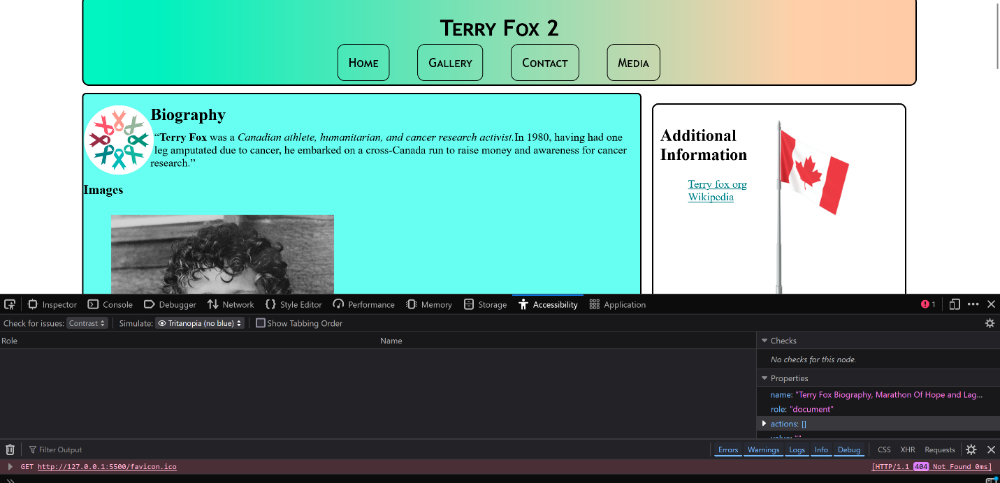 Terry Fox 2
Home Gallery Contact Media
Biography
“Terry Fox was a Canadian athlete, humanitarian, and cancer research activist.In 1980, having had one
leg amputated due to cancer, he embarked on a cross-Canada run to raise money and awareness for cancer
research.”
Images
Additional
Information
Terry fox org
Wikipedia
Inspector Console Debugger Network Style Editor Performance Memory Storage Accessibility Application 1
Check for issues: Contrast Simulate: Tritanopia (no blue) Show Tabbing Order
Role Name
Checks
No checks for this node.
Properties
name: "Terry Fox Biography, Marathon Of Hope and Lag…
role: "document"
actions: []
value: ""
Filter Output Errors Warnings Logs Info Debug CSS XHR Requests
GET http://127.0.0.1:5500/favicon.ico [HTTP/1.1 404 Not Found 0ms]